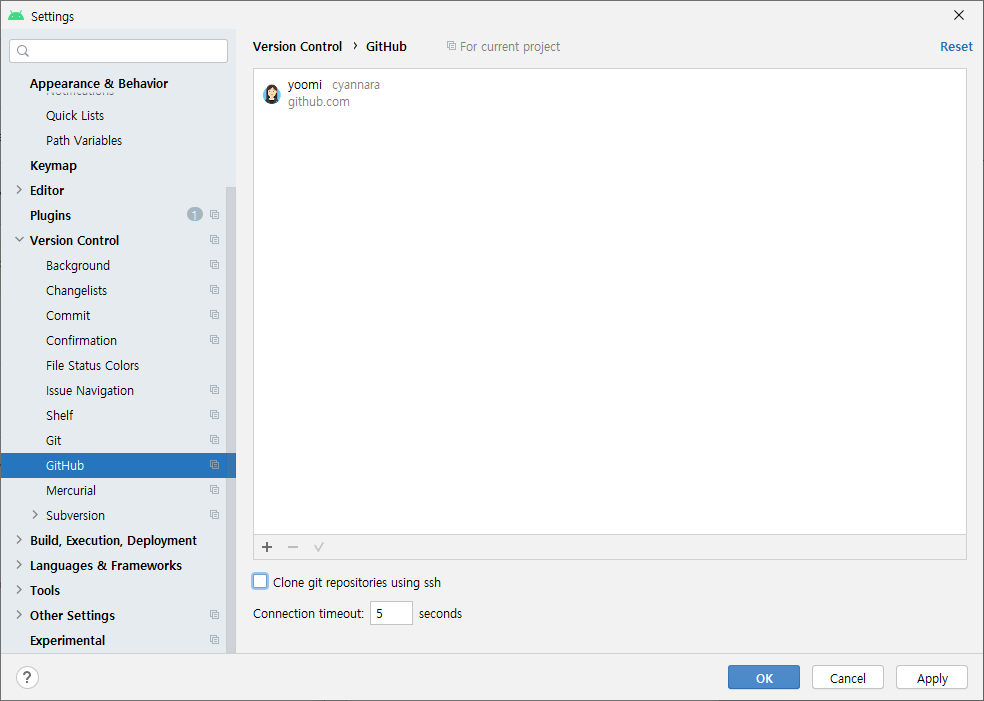 Settings
Version Control › GitHub
For current project
Reset
Appearance & Behavior
Notifications
Quick Lists
Path Variables
Keymap
Editor
Plugins 1
Version Control
Background
Changelists
Commit
Confirmation
File Status Colors
Issue Navigation
Shelf
Git
GitHub
Mercurial
Subversion
Build, Execution, Deployment
Languages & Frameworks
Tools
Other Settings
Experimental
yoomi cyannara
github.com
Clone git repositories using ssh
Connection timeout: 5 seconds
?
OK
Cancel
Apply